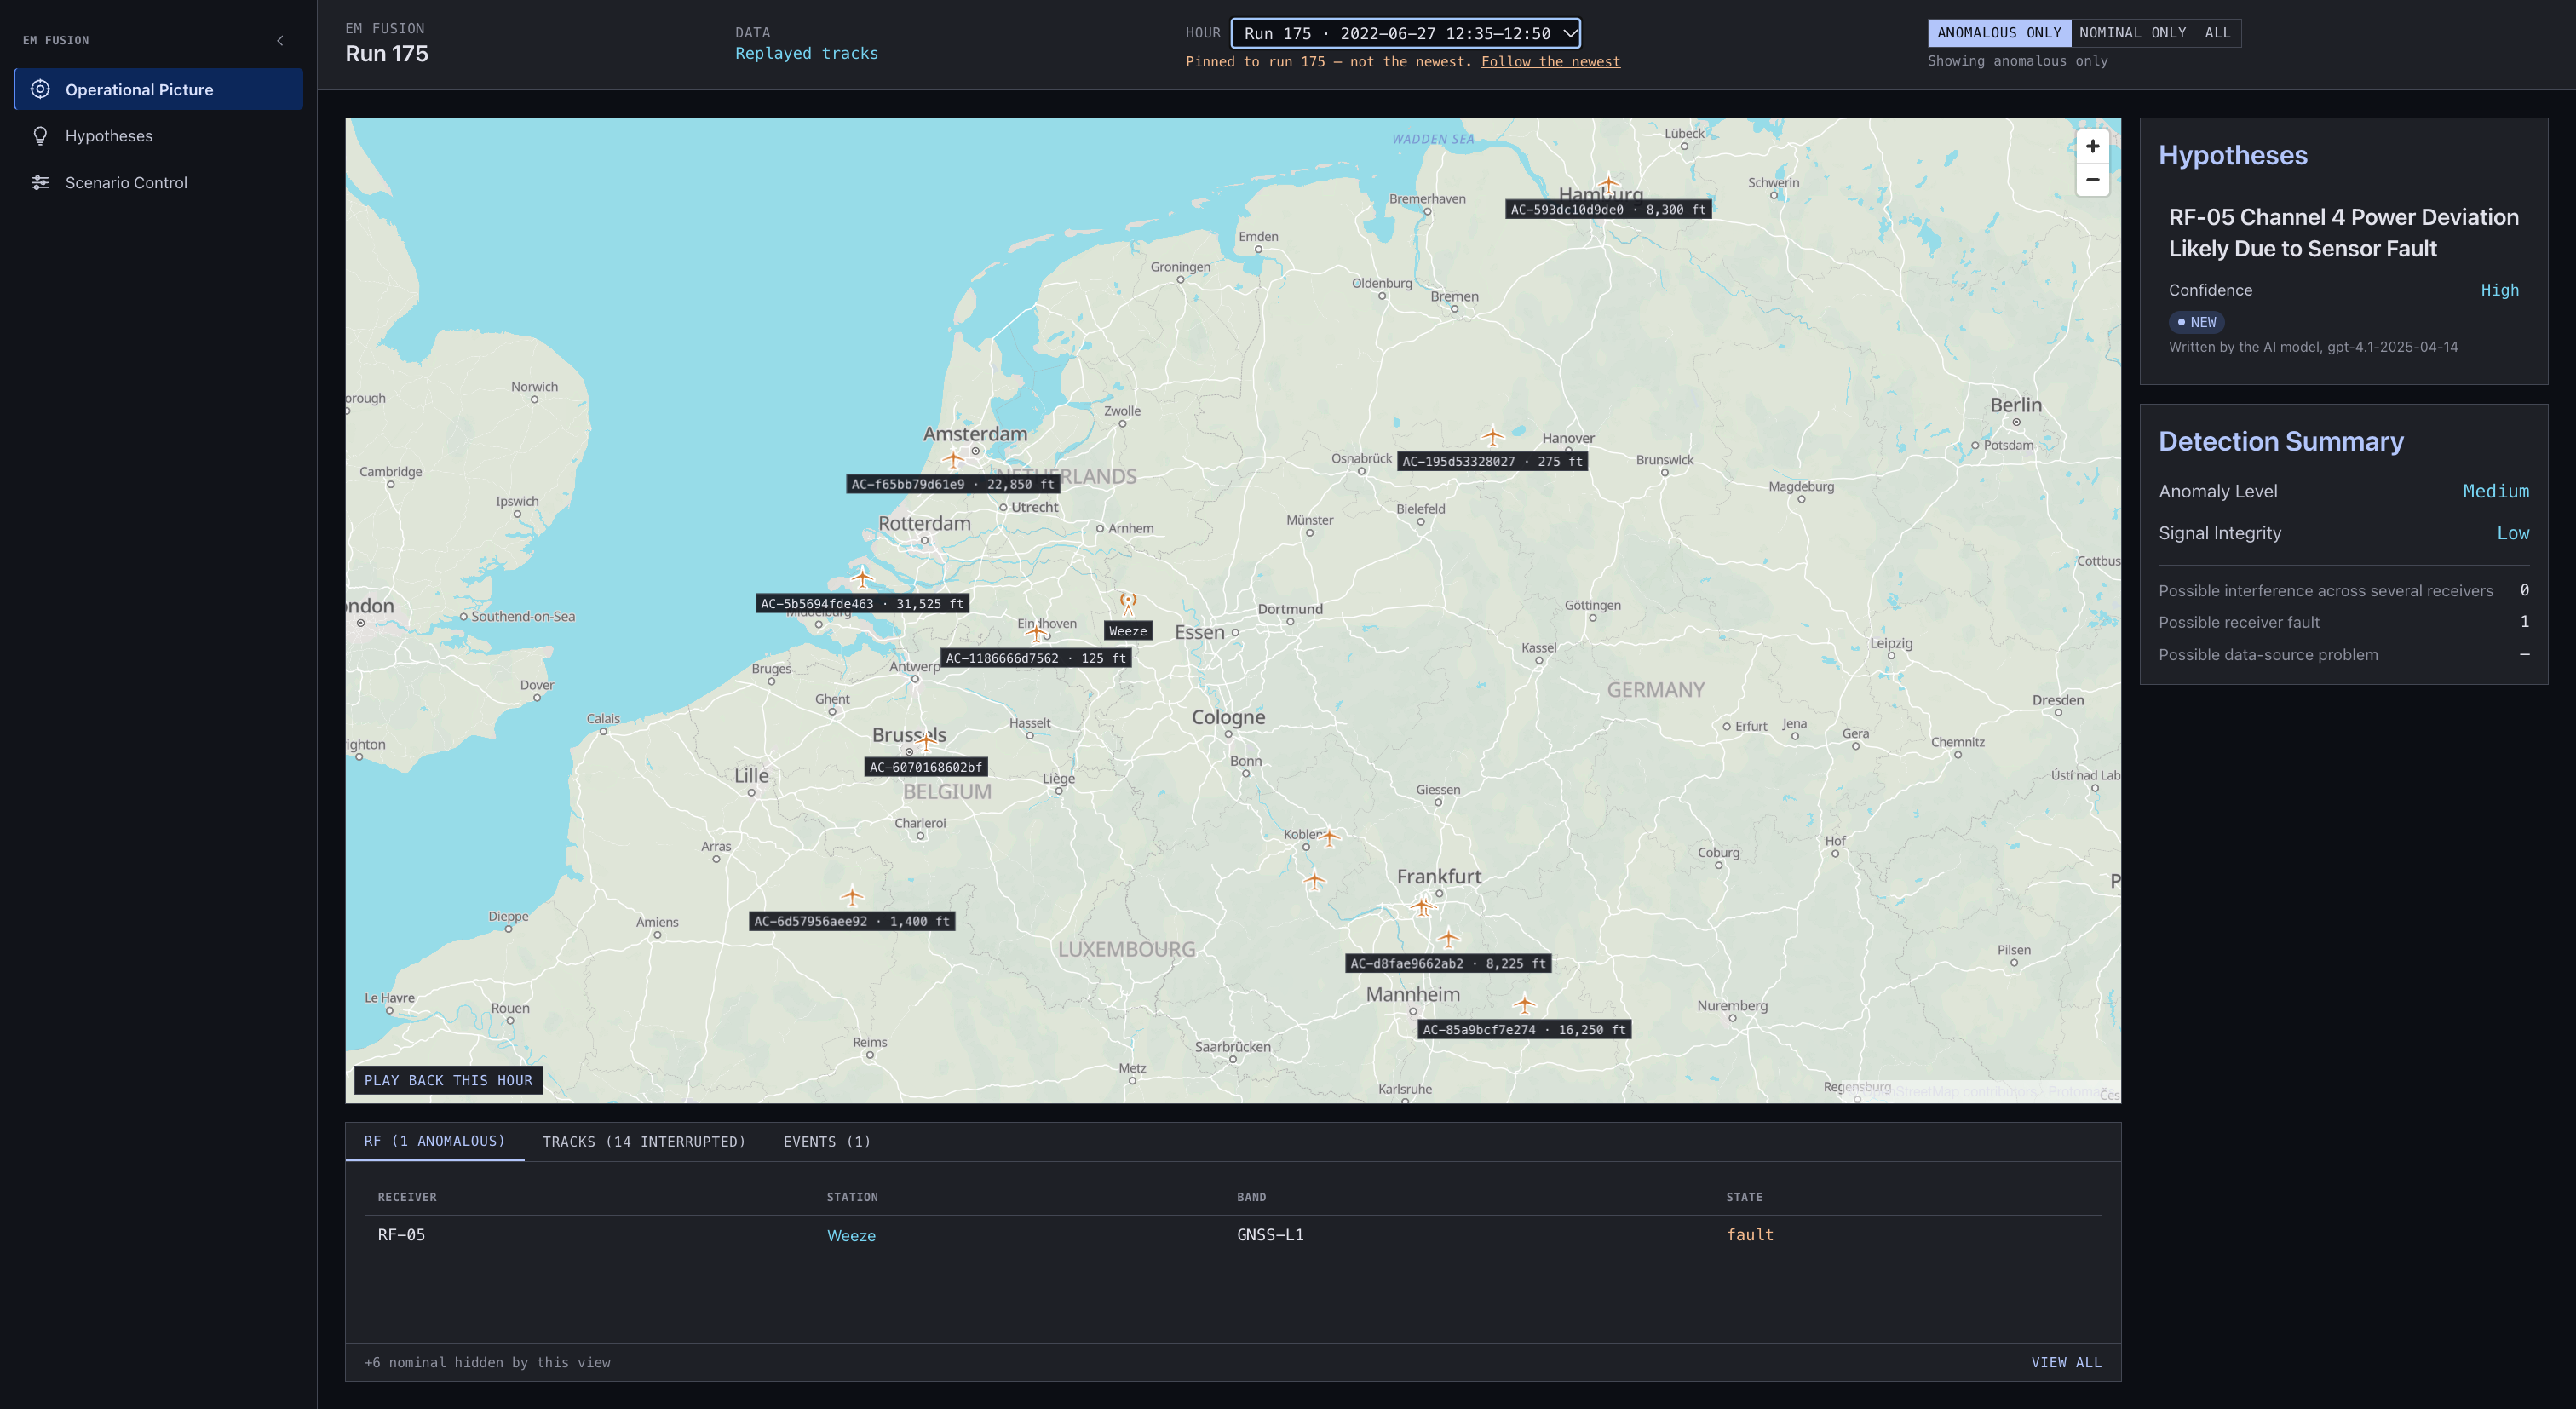 EM FUSION
Operational Picture
Hypotheses
Scenario Control
EM FUSION
Run 175
DATA
Replayed tracks
HOUR
Run 175 · 2022-06-27 12:35–12:50
Pinned to run 175 — not the newest. Follow the newest
ANOMALOUS ONLY NOMINAL ONLY ALL
Showing anomalous only
WADDEN SEA
Lübeck
Hamburg
Schwerin
Bremerhaven
AC-593dc10d9de0 · 8,300 ft
Emden
Groningen
Oldenburg
Bremen
Norwich
orough
Zwolle
Berlin
Amsterdam
Hanover
Potsdam
Osnabrück
AC-195d53328027 · 275 ft
Brunswick
Cambridge
NETHERLANDS
AC-f65bb79d61e9 · 22,850 ft
Magdeburg
Ipswich
Utrecht
Bielefeld
Rotterdam
Arnhem
Münster
Cottbus
AC-5b5694fde463 · 31,525 ft
ondon
Middelburg
Southend-on-Sea
Eindhoven
Weeze
Essen
Dortmund
Göttingen
AC-1186666d7562 · 125 ft
Kassel
Leipzig
Bruges
Antwerp
Dover
GERMANY
Ghent
Dresden
Calais
Hasselt
Cologne
Erfurt
Jena
Gera
Chemnitz
ighton
Brussels
AC-6070168602bf
Bonn
Lille
Liège
Ústí nad Lab
BELGIUM
Giessen
Charleroi
Koblen
Hof
Arras
Coburg
Frankfurt
P
Dieppe
Amiens
AC-6d57956aee92 · 1,400 ft
LUXEMBOURG
Pilsen
AC-d8fae9662ab2 · 8,225 ft
Le Havre
Rouen
Mannheim
Nuremberg
AC-85a9bcf7e274 · 16,250 ft
Reims
Saarbrücken
Metz
Karlsruhe
Regensburg
StreetMap contributors
Čes
PLAY BACK THIS HOUR
Hypotheses
RF-05 Channel 4 Power Deviation
Likely Due to Sensor Fault
Confidence High
NEW
Written by the AI model, gpt-4.1-2025-04-14
Detection Summary
Anomaly Level Medium
Signal Integrity Low
Possible interference across several receivers 0
Possible receiver fault 1
Possible data-source problem —
RF (1 ANOMALOUS) TRACKS (14 INTERRUPTED) EVENTS (1)
RECEIVER STATION BAND STATE
RF-05 Weeze GNSS-L1 fault
+6 nominal hidden by this view
VIEW ALL